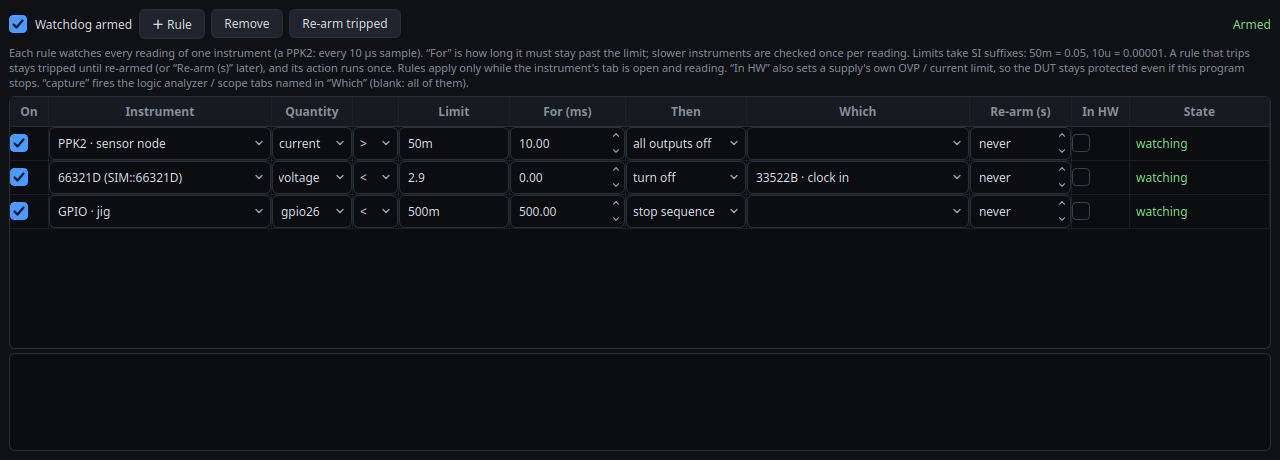 Watchdog armed + Rule Remove Re-arm tripped Armed
Each rule watches every reading of one instrument (a PPK2: every 10 µs sample). “For” is how long it must stay past the limit; slower instruments are checked once per reading. Limits take SI suffixes: 50m = 0.05, 10u = 0.00001. A rule that trips
stays tripped until re-armed (or “Re-arm (s)” later), and its action runs once. Rules apply only while the instrument's tab is open and reading. “In HW” also sets a supply's own OVP / current limit, so the DUT stays protected even if this program
stops. “capture” fires the logic analyzer / scope tabs named in “Which” (blank: all of them).
On Instrument Quantity Limit For (ms) Then Which Re-arm (s) In HW State
PPK2 · sensor node current > 50m 10.00 all outputs off never watching
66321D (SIM::66321D) voltage < 2.9 0.00 turn off 33522B · clock in never watching
GPIO · jig gpio26 < 500m 500.00 stop sequence never watching